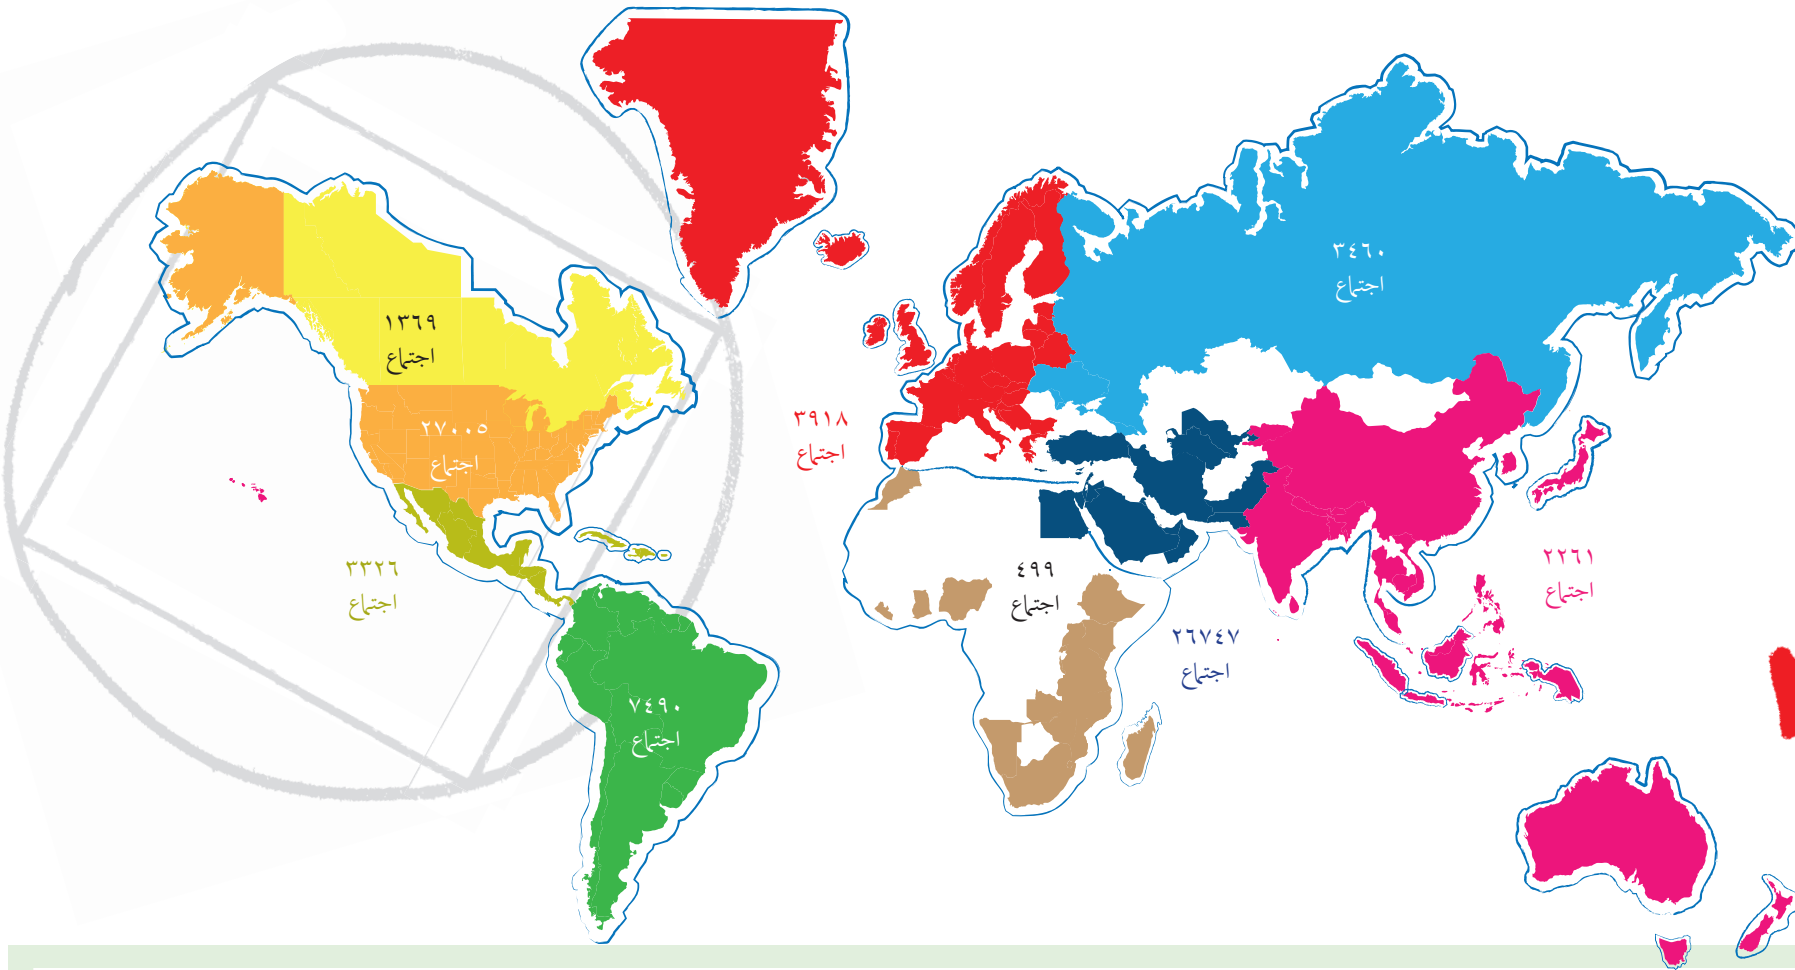 ٣٤٦٠
اجتماع
١٣٦٩
اجتماع
٣٩١٨
اجتماع
٢٧٠٠٥
اجتماع
٢٢٦١
اجتماع
٣٣٢٦
اجتماع
٤٩٩
اجتماع
٢٦٧٤٧
اجتماع
٧٤٩٠
اجتماع